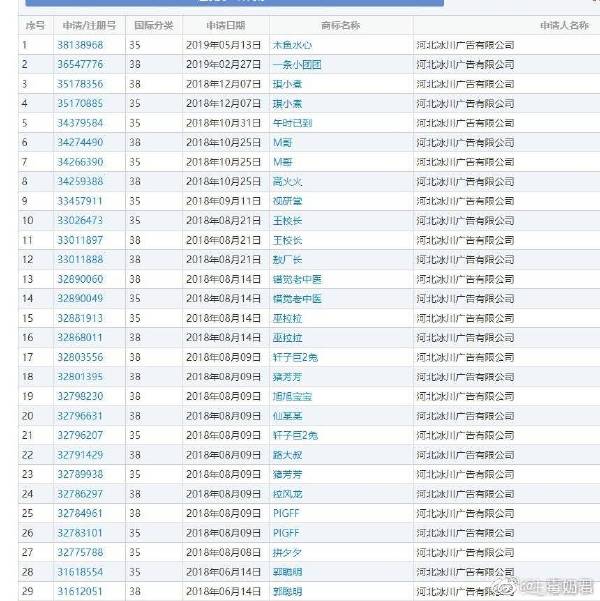 序号 申请/注册号 国际分类 申请日期 商标名称 申请人名称
1 38138968 35 2019年05月13日 木鱼水心 河北冰川广告有限公司
2 36547776 38 2019年02月27日 一条小团团 河北冰川广告有限公司
3 35178356 38 2018年12月07日 琪小煮 河北冰川广告有限公司
4 35170885 35 2018年12月07日 琪小煮 河北冰川广告有限公司
5 34379584 35 2018年10月31日 午时已到 河北冰川广告有限公司
6 34274490 38 2018年10月25日 M哥 河北冰川广告有限公司
7 34266390 35 2018年10月25日 M哥 河北冰川广告有限公司
8 34259388 38 2018年10月25日 高火火 河北冰川广告有限公司
9 33457911 35 2018年09月11日 视研堂 河北冰川广告有限公司
10 33026473 35 2018年08月21日 王校长 河北冰川广告有限公司
11 33011897 38 2018年08月21日 王校长 河北冰川广告有限公司
12 33011888 38 2018年08月21日 敖厂长 河北冰川广告有限公司
13 32890060 38 2018年08月14日 错觉老中医 河北冰川广告有限公司
14 32890049 35 2018年08月14日 错觉老中医 河北冰川广告有限公司
15 32881913 35 2018年08月14日 巫拉拉 河北冰川广告有限公司
16 32868011 38 2018年08月14日 巫拉拉 河北冰川广告有限公司
17 32803556 38 2018年08月09日 轩子巨2兔 河北冰川广告有限公司
18 32801395 38 2018年08月09日 猪芳芳 河北冰川广告有限公司
19 32798230 38 2018年08月09日 旭旭宝宝 河北冰川广告有限公司
20 32796631 38 2018年08月09日 仙某某 河北冰川广告有限公司
21 32796207 35 2018年08月09日 轩子巨2兔 河北冰川广告有限公司
22 32791429 38 2018年08月09日 路大叔 河北冰川广告有限公司
23 32789938 35 2018年08月09日 猪芳芳 河北冰川广告有限公司
24 32786297 38 2018年08月09日 拉风龙 河北冰川广告有限公司
25 32784961 38 2018年08月09日 PIGFF 河北冰川广告有限公司
26 32783101 35 2018年08月09日 PIGFF 河北冰川广告有限公司
27 32775788 35 2018年08月08日 拼夕夕 河北冰川广告有限公司
28 31618554 35 2018年06月14日 郭聪明 河北冰川广告有限公司
29 31612051 38 2018年06月14日 郭聪明 河北冰川广告有限公司